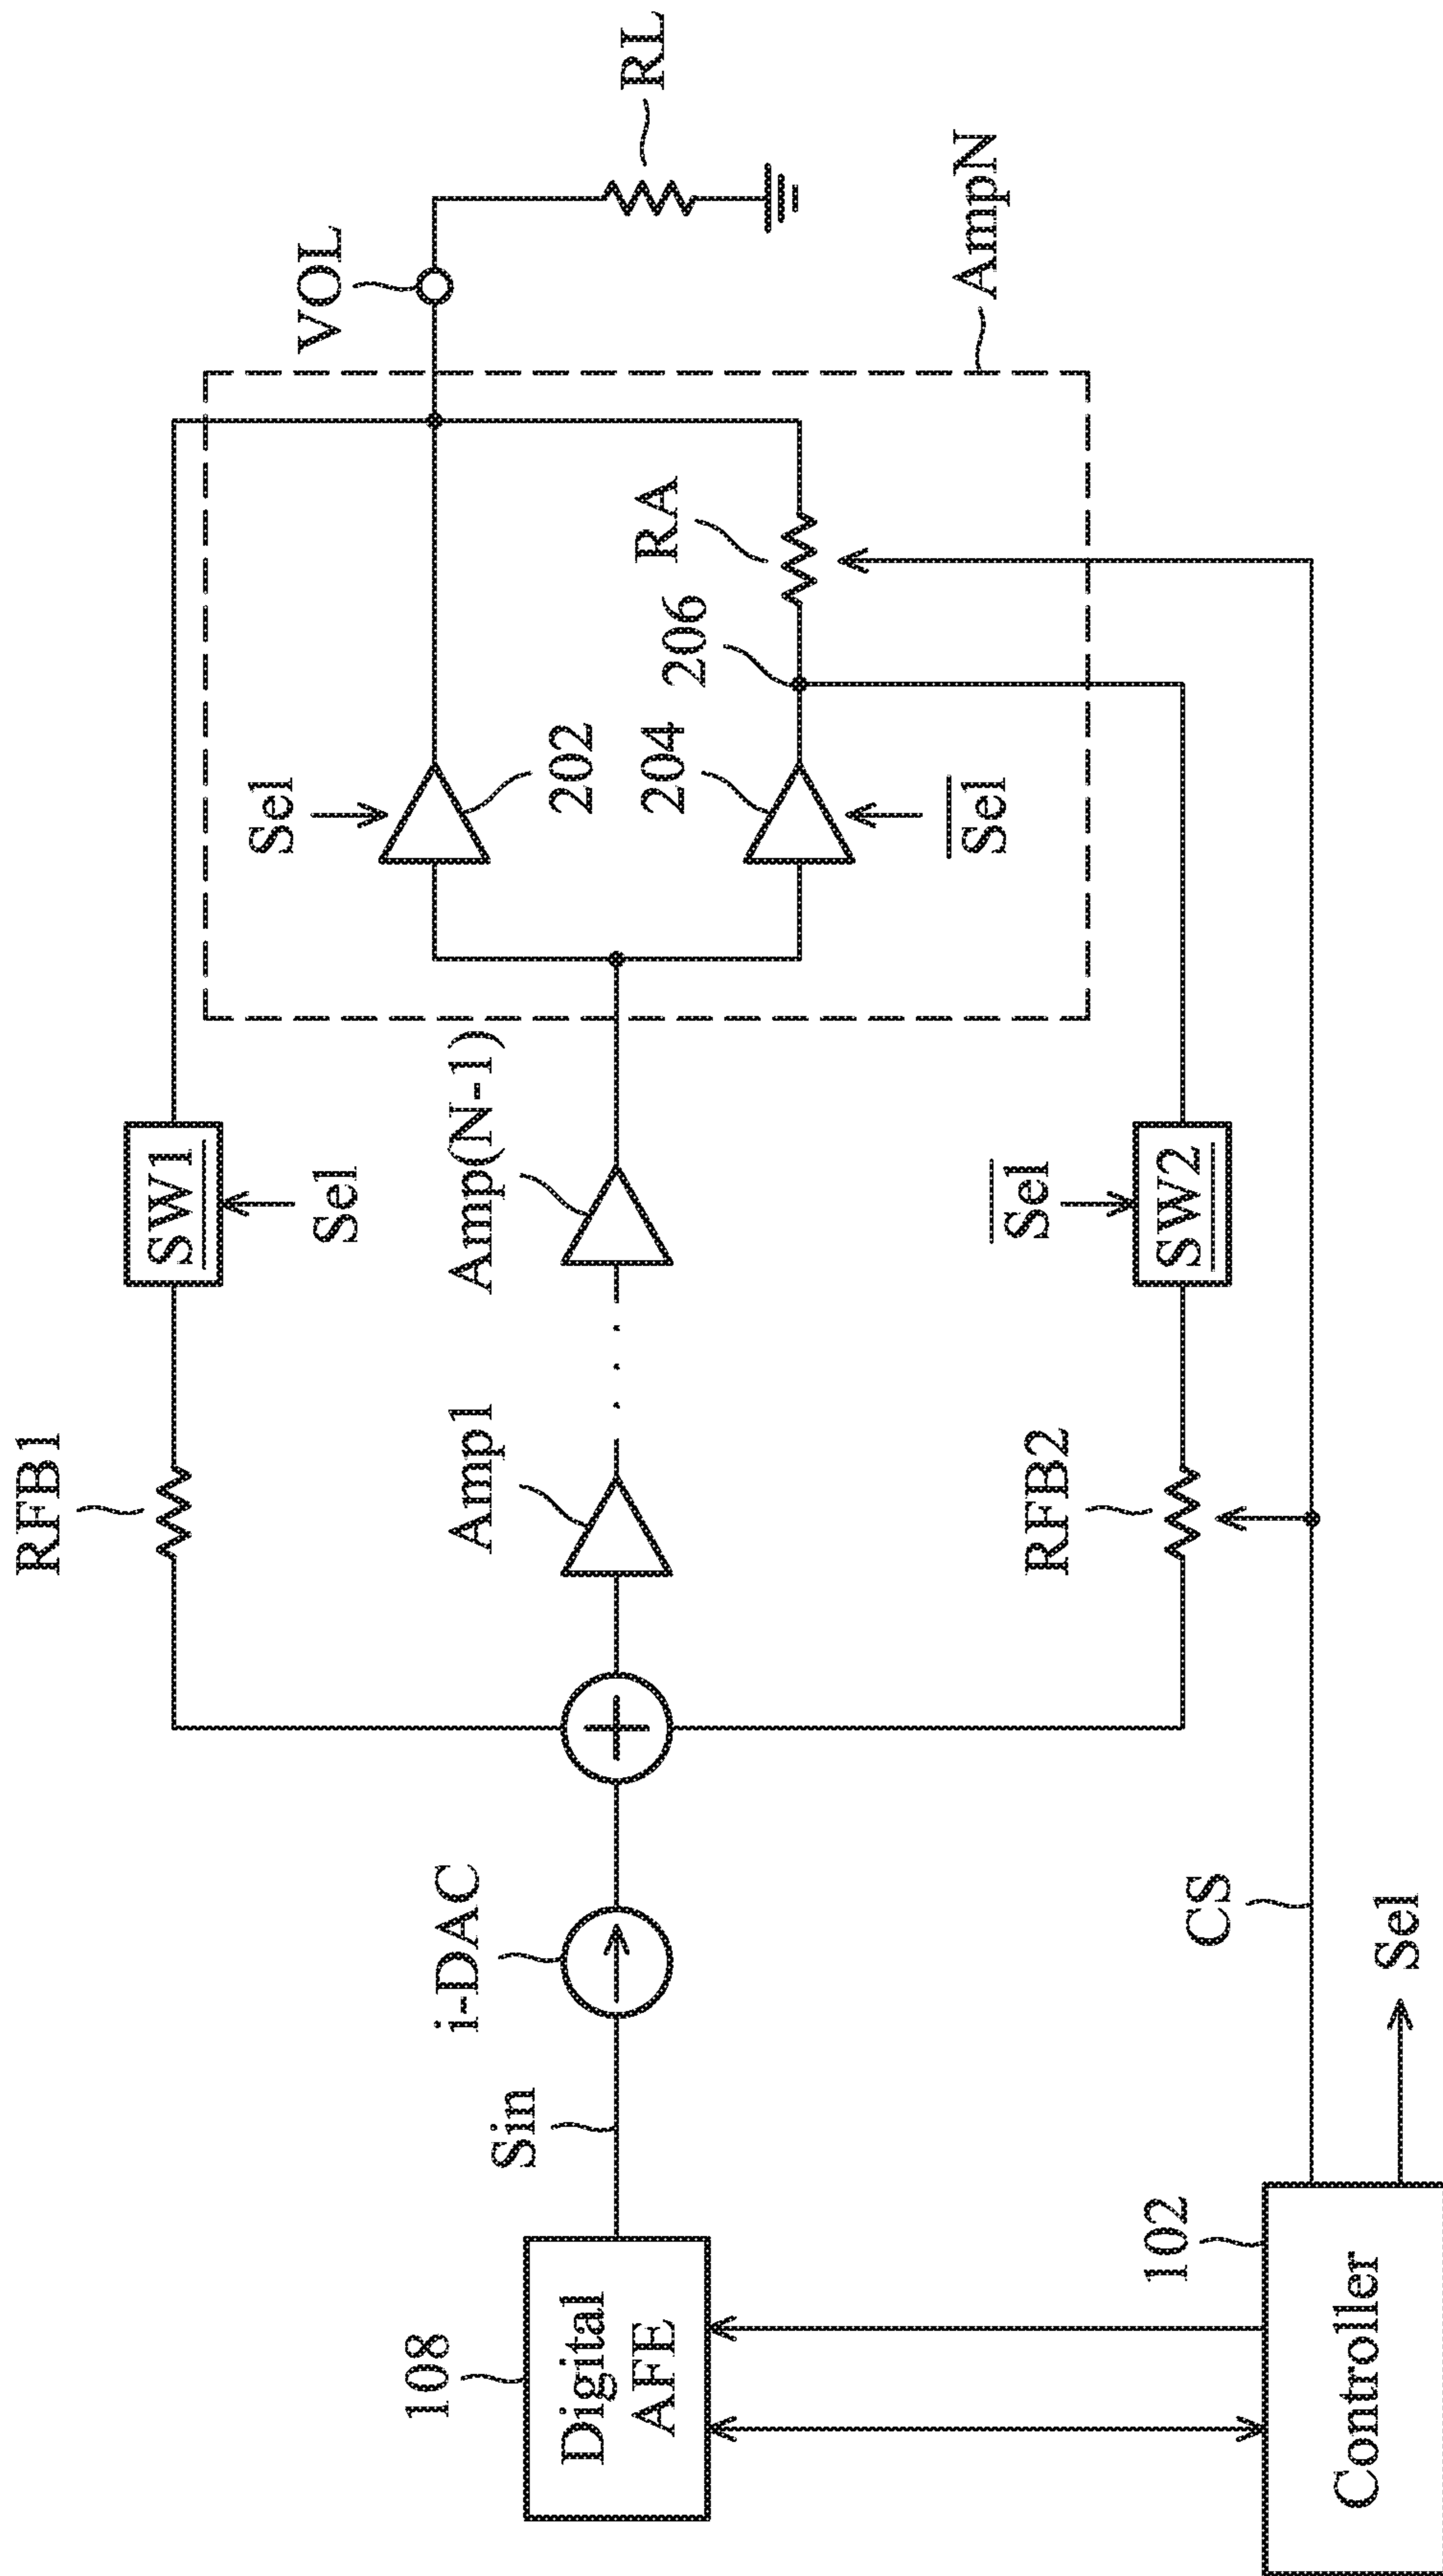 RFB1
SW1
Sel
Amp1
Amp(N-1)
i-DAC
Sin
108
Digital
AFE
Sel
202
204
Sel
206
RA
VOL
RL
AmpN
RFB2
Sel
SW2
102
Controller
CS
Sel